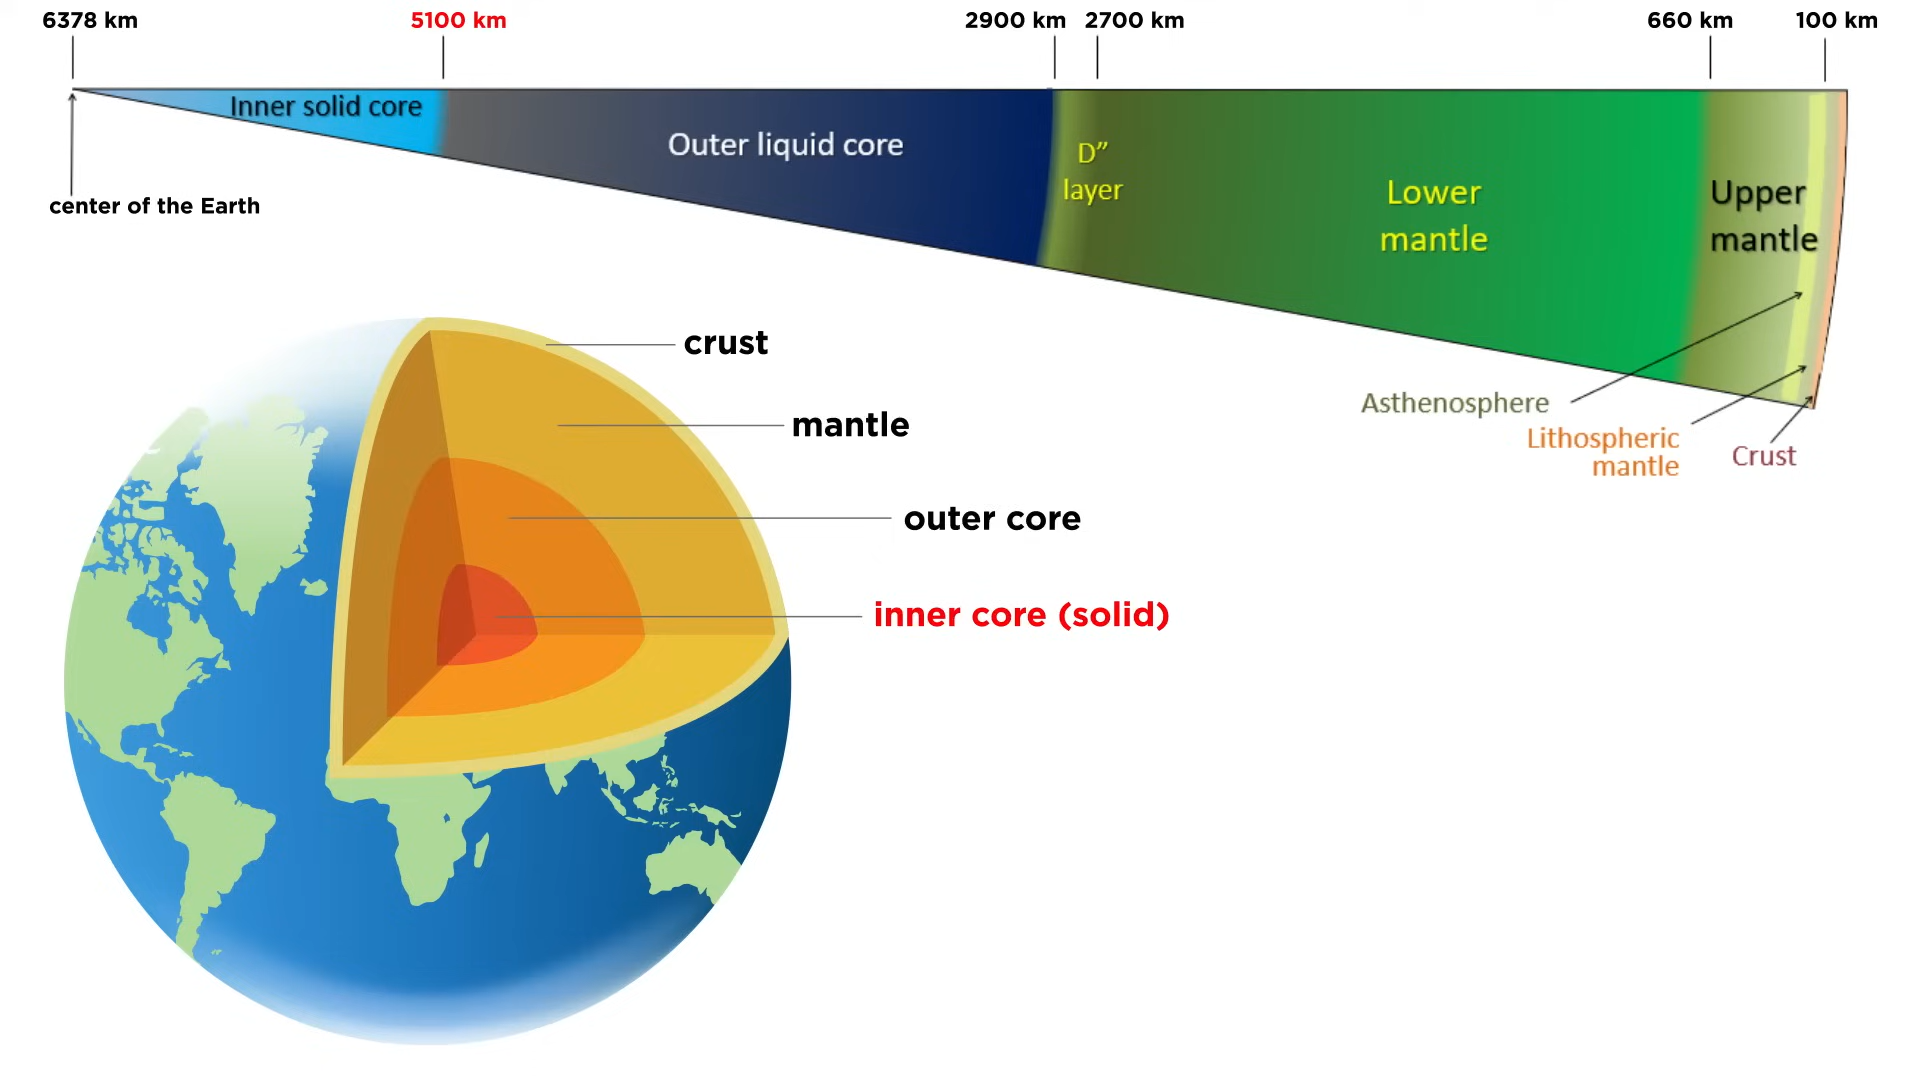 6378 km
5100 km
2900 km
2700 km
660 km
100 km
Inner solid core
Outer liquid core
D”
layer
Lower
mantle
Upper
mantle
center of the Earth
crust
mantle
outer core
inner core (solid)
Asthenosphere
Lithospheric
mantle
Crust